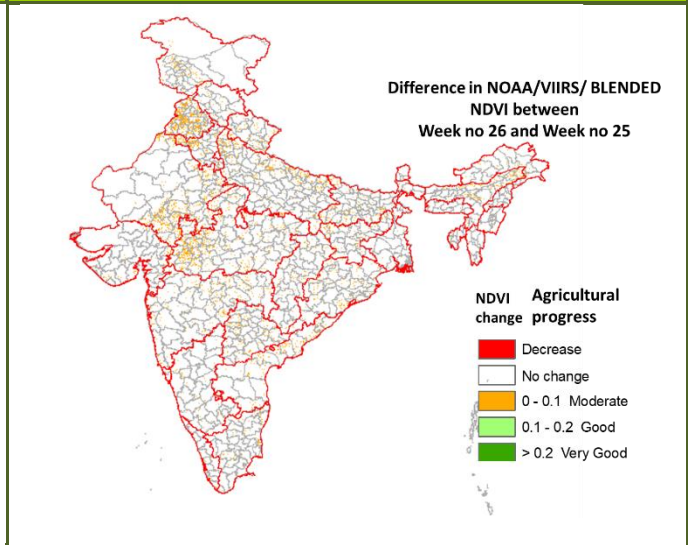 Difference in NOAA/VIIRS/ BLENDED
NDVI between
Week no 26 and Week no 25
NDVI change
Agricultural progress
Decrease
No change
0 - 0.1 Moderate
0.1 - 0.2 Good
> 0.2 Very Good